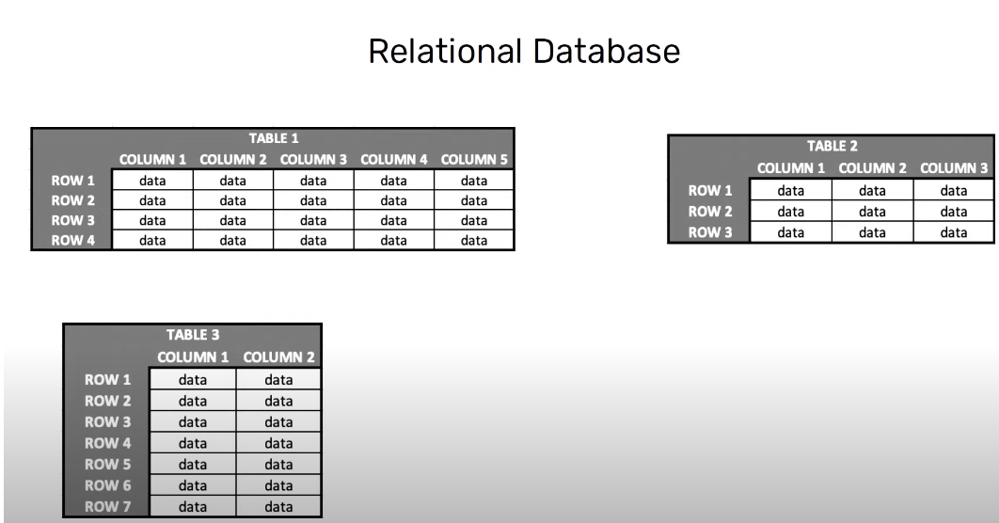 Relational Database
TABLE 1
COLUMN 1 COLUMN 2 COLUMN 3 COLUMN 4 COLUMN 5
ROW 1 data data data data data
ROW 2 data data data data data
ROW 3 data data data data data
ROW 4 data data data data data
TABLE 2
COLUMN 1 COLUMN 2 COLUMN 3
ROW 1 data data data
ROW 2 data data data
ROW 3 data data data
TABLE 3
COLUMN 1 COLUMN 2
ROW 1 data data
ROW 2 data data
ROW 3 data data
ROW 4 data data
ROW 5 data data
ROW 6 data data
ROW 7 data data